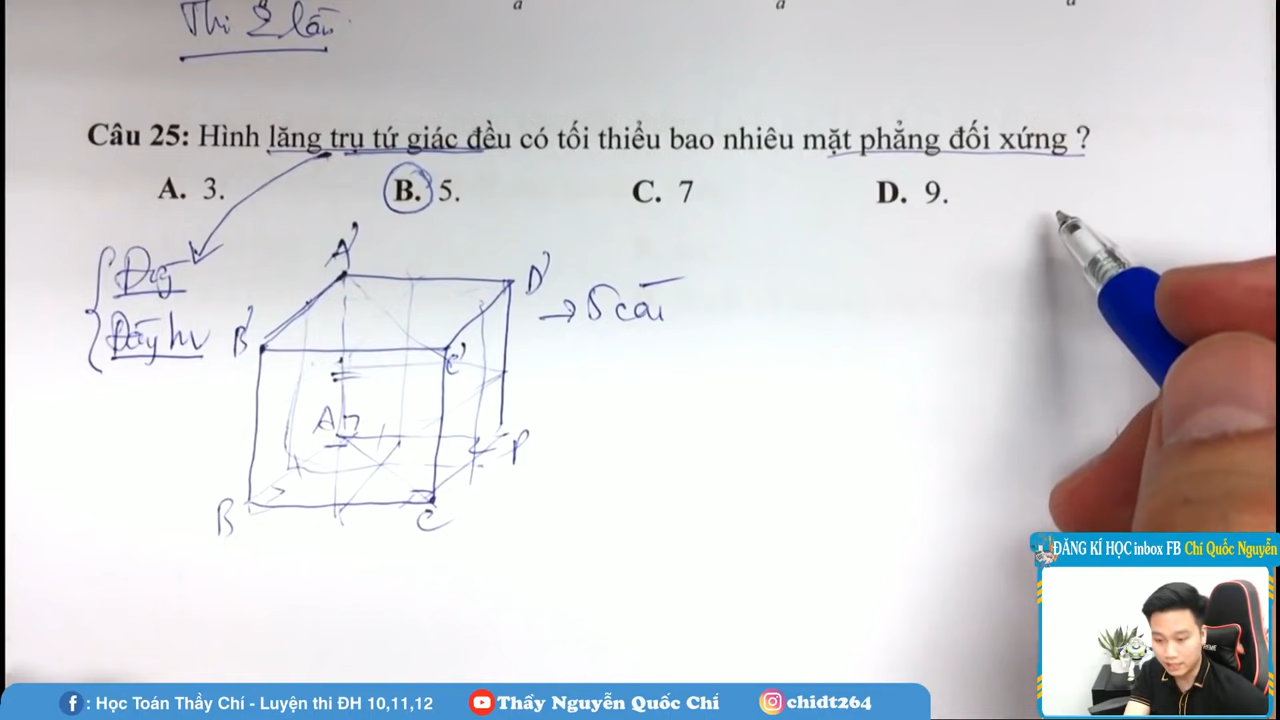 a a a
Thi 2 lần
Câu 25: Hình lăng trụ tứ giác đều có tối thiểu bao nhiêu mặt phẳng đối xứng ?
A. 3. B. 5. C. 7 D. 9.
A'
D'
→ 5 cái
B'
Đáy hv
C'
A
B
C
ĐĂNG KÍ HỌC inbox FB Chí Quốc Nguyễn
: Học Toán Thầy Chí - Luyện thi ĐH 10,11,12
Thầy Nguyễn Quốc Chí
chidt264